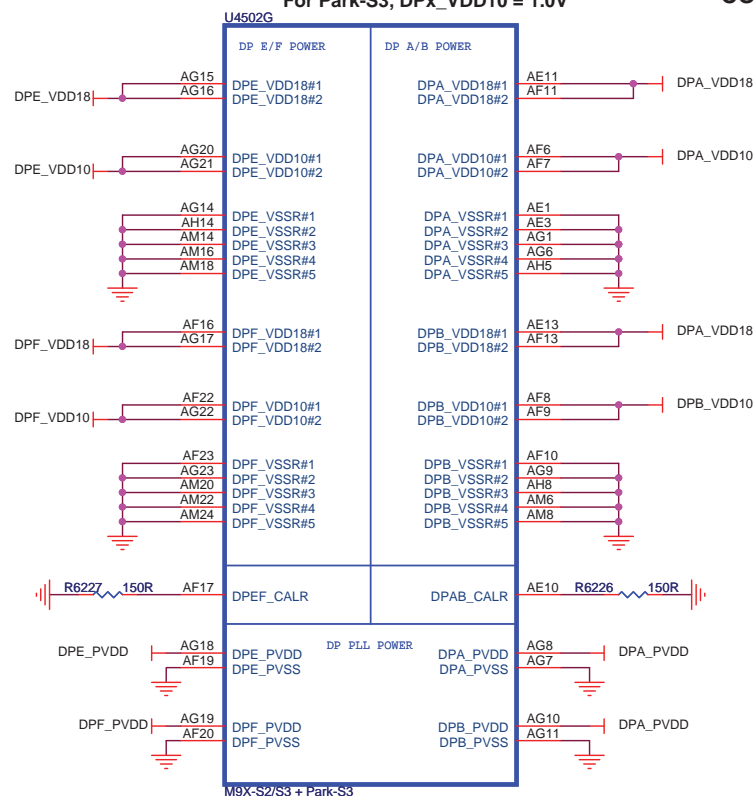 For Park-S3, DPx_VDD10 = 1.0V
U4502G
DP E/F POWER DP A/B POWER
DPE_VDD18 AG15 DPE_VDD18#1 DPA_VDD18#1 AE11 DPA_VDD18
AG16 DPE_VDD18#2 DPA_VDD18#2 AF11
DPE_VDD10 AG20 DPE_VDD10#1 DPA_VDD10#1 AF6 DPA_VDD10
AG21 DPE_VDD10#2 DPA_VDD10#2 AF7
AG14 DPE_VSSR#1 DPA_VSSR#1 AE1
AH14 DPE_VSSR#2 DPA_VSSR#2 AE3
AM14 DPE_VSSR#3 DPA_VSSR#3 AG1
AM16 DPE_VSSR#4 DPA_VSSR#4 AG6
AM18 DPE_VSSR#5 DPA_VSSR#5 AH5
DPF_VDD18 AF16 DPF_VDD18#1 DPB_VDD18#1 AE13 DPA_VDD18
AG17 DPF_VDD18#2 DPB_VDD18#2 AF13
DPF_VDD10 AF22 DPF_VDD10#1 DPB_VDD10#1 AF8 DPB_VDD10
AG22 DPF_VDD10#2 DPB_VDD10#2 AF9
AF23 DPF_VSSR#1 DPB_VSSR#1 AF10
AG23 DPF_VSSR#2 DPB_VSSR#2 AG9
AM20 DPF_VSSR#3 DPB_VSSR#3 AH8
AM22 DPF_VSSR#4 DPB_VSSR#4 AM6
AM24 DPF_VSSR#5 DPB_VSSR#5 AM8
R6227 150R AF17 DPEF_CALR DPAB_CALR AE10 R6226 150R
DP PLL POWER
DPE_PVDD AG18 DPE_PVDD DPA_PVDD AG8 DPA_PVDD
AF19 DPE_PVSS DPA_PVSS AG7
DPF_PVDD AG19 DPF_PVDD DPB_PVDD AG10 DPA_PVDD
AF20 DPF_PVSS DPB_PVSS AG11
M9X-S2/S3 + Park-S3